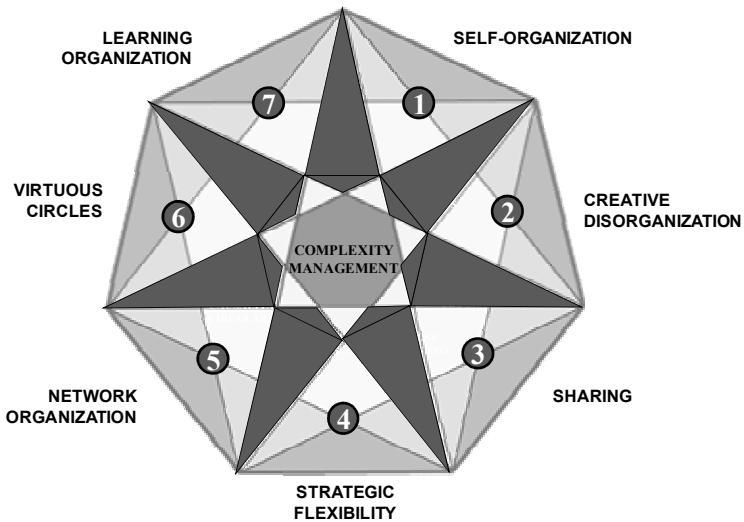 LEARNING
ORGANIZATION
SELF-ORGANIZATION
7
1
VIRTUOUS
CIRCLES
6
2
CREATIVE
DISORGANIZATION
COMPLEXITY
MANAGEMENT
5
3
NETWORK
ORGANIZATION
4
SHARING
STRATEGIC
FLEXIBILITY